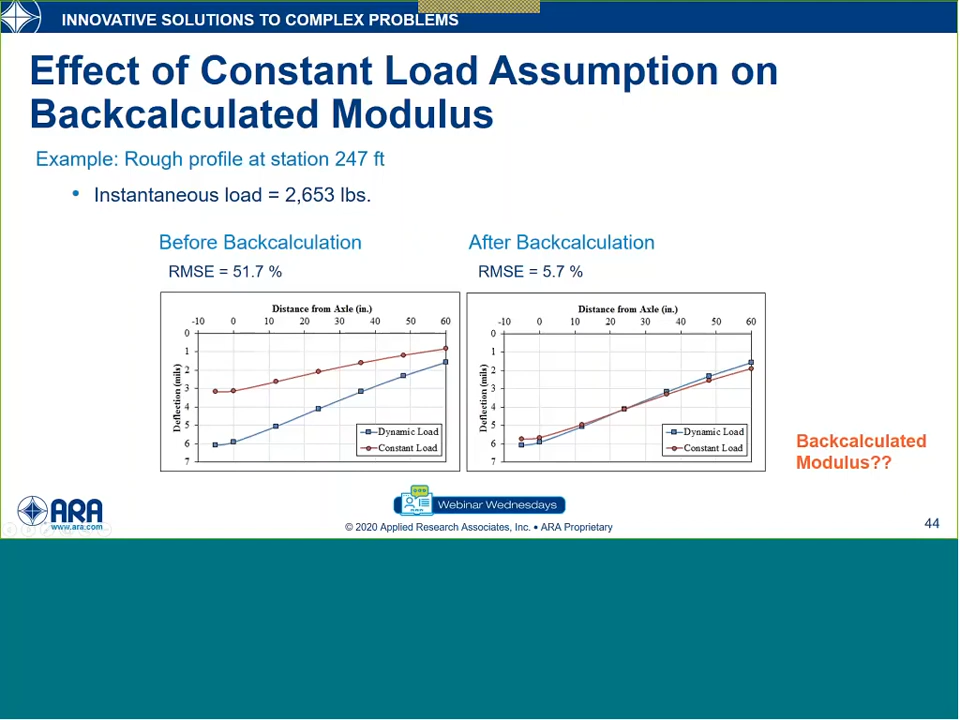 INNOVATIVE SOLUTIONS TO COMPLEX PROBLEMS
Effect of Constant Load Assumption on
Backcalculated Modulus
Example: Rough profile at station 247 ft
• Instantaneous load = 2,653 lbs.
Before Backcalculation
RMSE = 51.7 %
Distance from Axle (in.)
-10 0 10 20 30 40 50 60
Deflection (mils)
0
1
2
3
4
5
6
7
Dynamic Load
Constant Load
After Backcalculation
RMSE = 5.7 %
Distance from Axle (in.)
-10 0 10 20 30 40 50 60
Deflection (mils)
0
1
2
3
4
5
6
7
Dynamic Load
Constant Load
Backcalculated
Modulus??
ARA
www.ara.com
Webinar Wednesdays
© 2020 Applied Research Associates, Inc. • ARA Proprietary
44